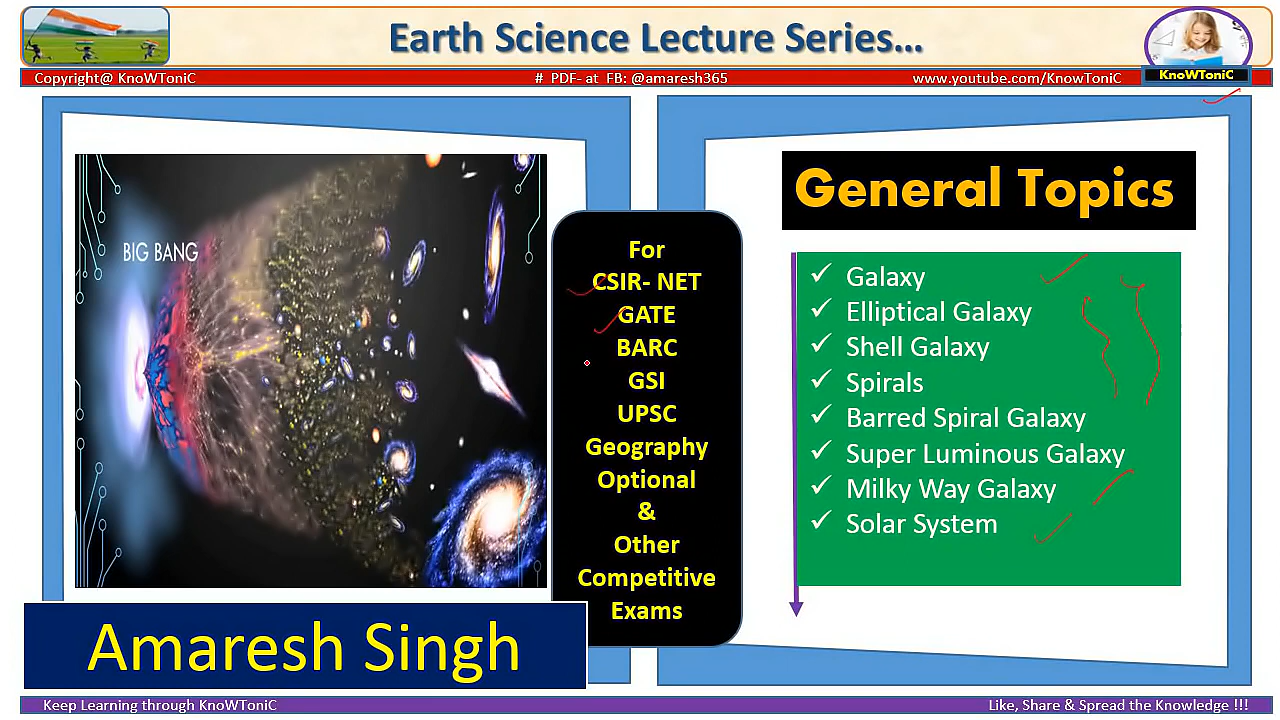 Earth Science Lecture Series...
KnoWToniC
Copyright@ KnoWToniC
# PDF- at FB: @amaresh365
www.youtube.com/KnowToniC
BIG BANG
For
CSIR- NET
GATE
BARC
GSI
UPSC
Geography
Optional
&
Other
Competitive
Exams
General Topics
✓ Galaxy
✓ Elliptical Galaxy
✓ Shell Galaxy
✓ Spirals
✓ Barred Spiral Galaxy
✓ Super Luminous Galaxy
✓ Milky Way Galaxy
✓ Solar System
Amaresh Singh
Keep Learning through KnoWToniC
Like, Share & Spread the Knowledge !!!